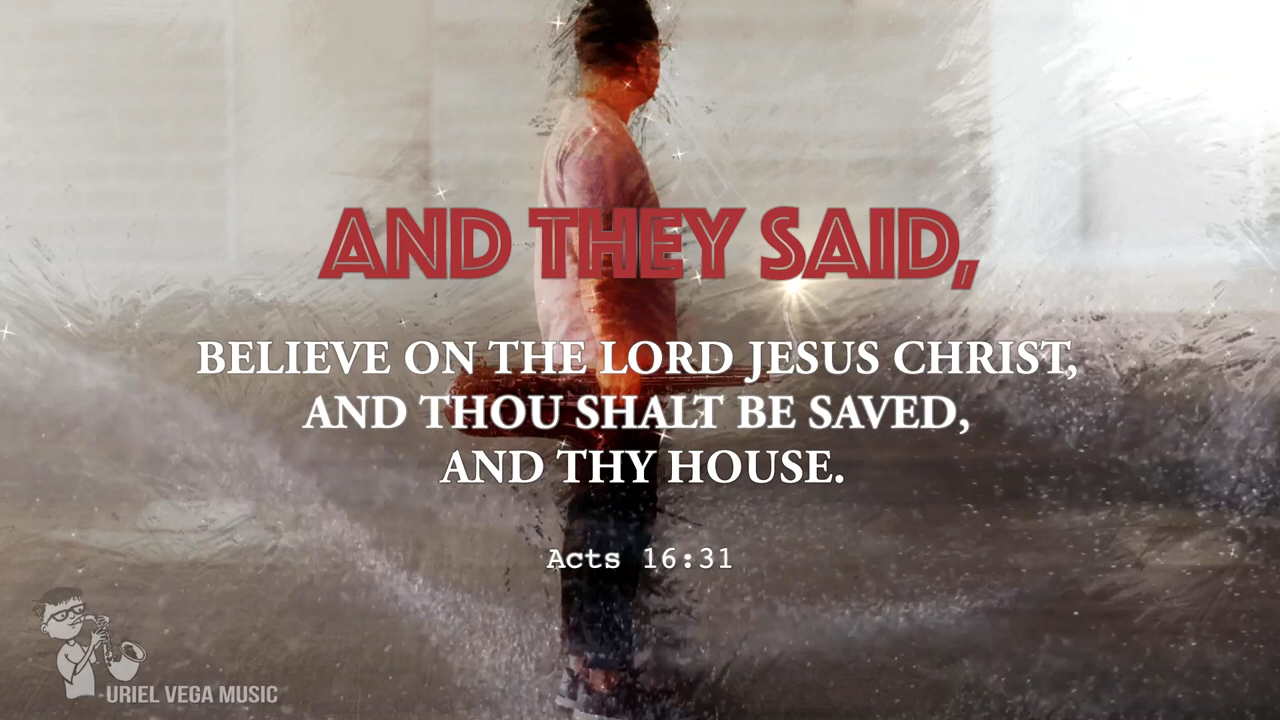 AND THEY SAID,
BELIEVE ON THE LORD JESUS CHRIST,
AND THOU SHALT BE SAVED,
AND THY HOUSE.
Acts 16:31
URIEL VEGA MUSIC